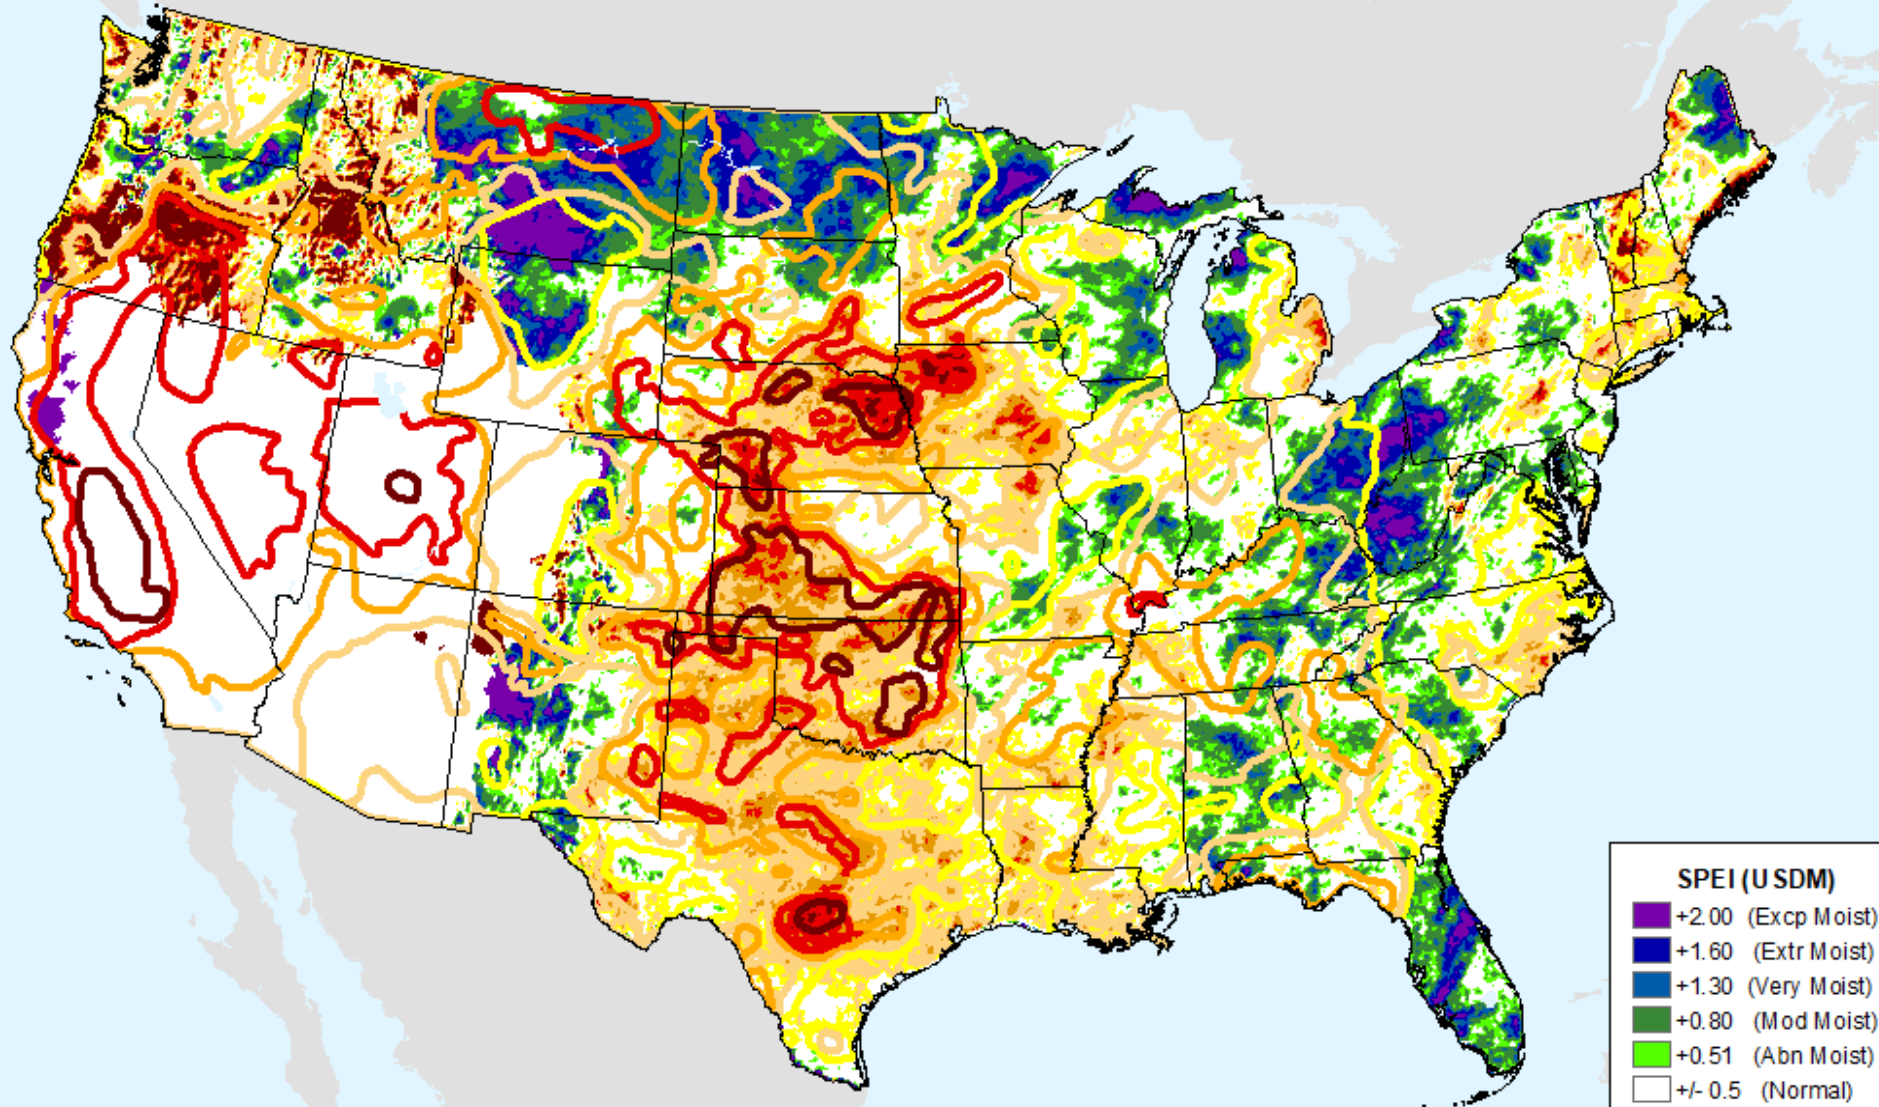 SPEI (USDM)
+2.00 (Excp Moist)
+1.60 (Extr Moist)
+1.30 (Very Moist)
+0.80 (Mod Moist)
+0.51 (Abn Moist)
+/- 0.5 (Normal)